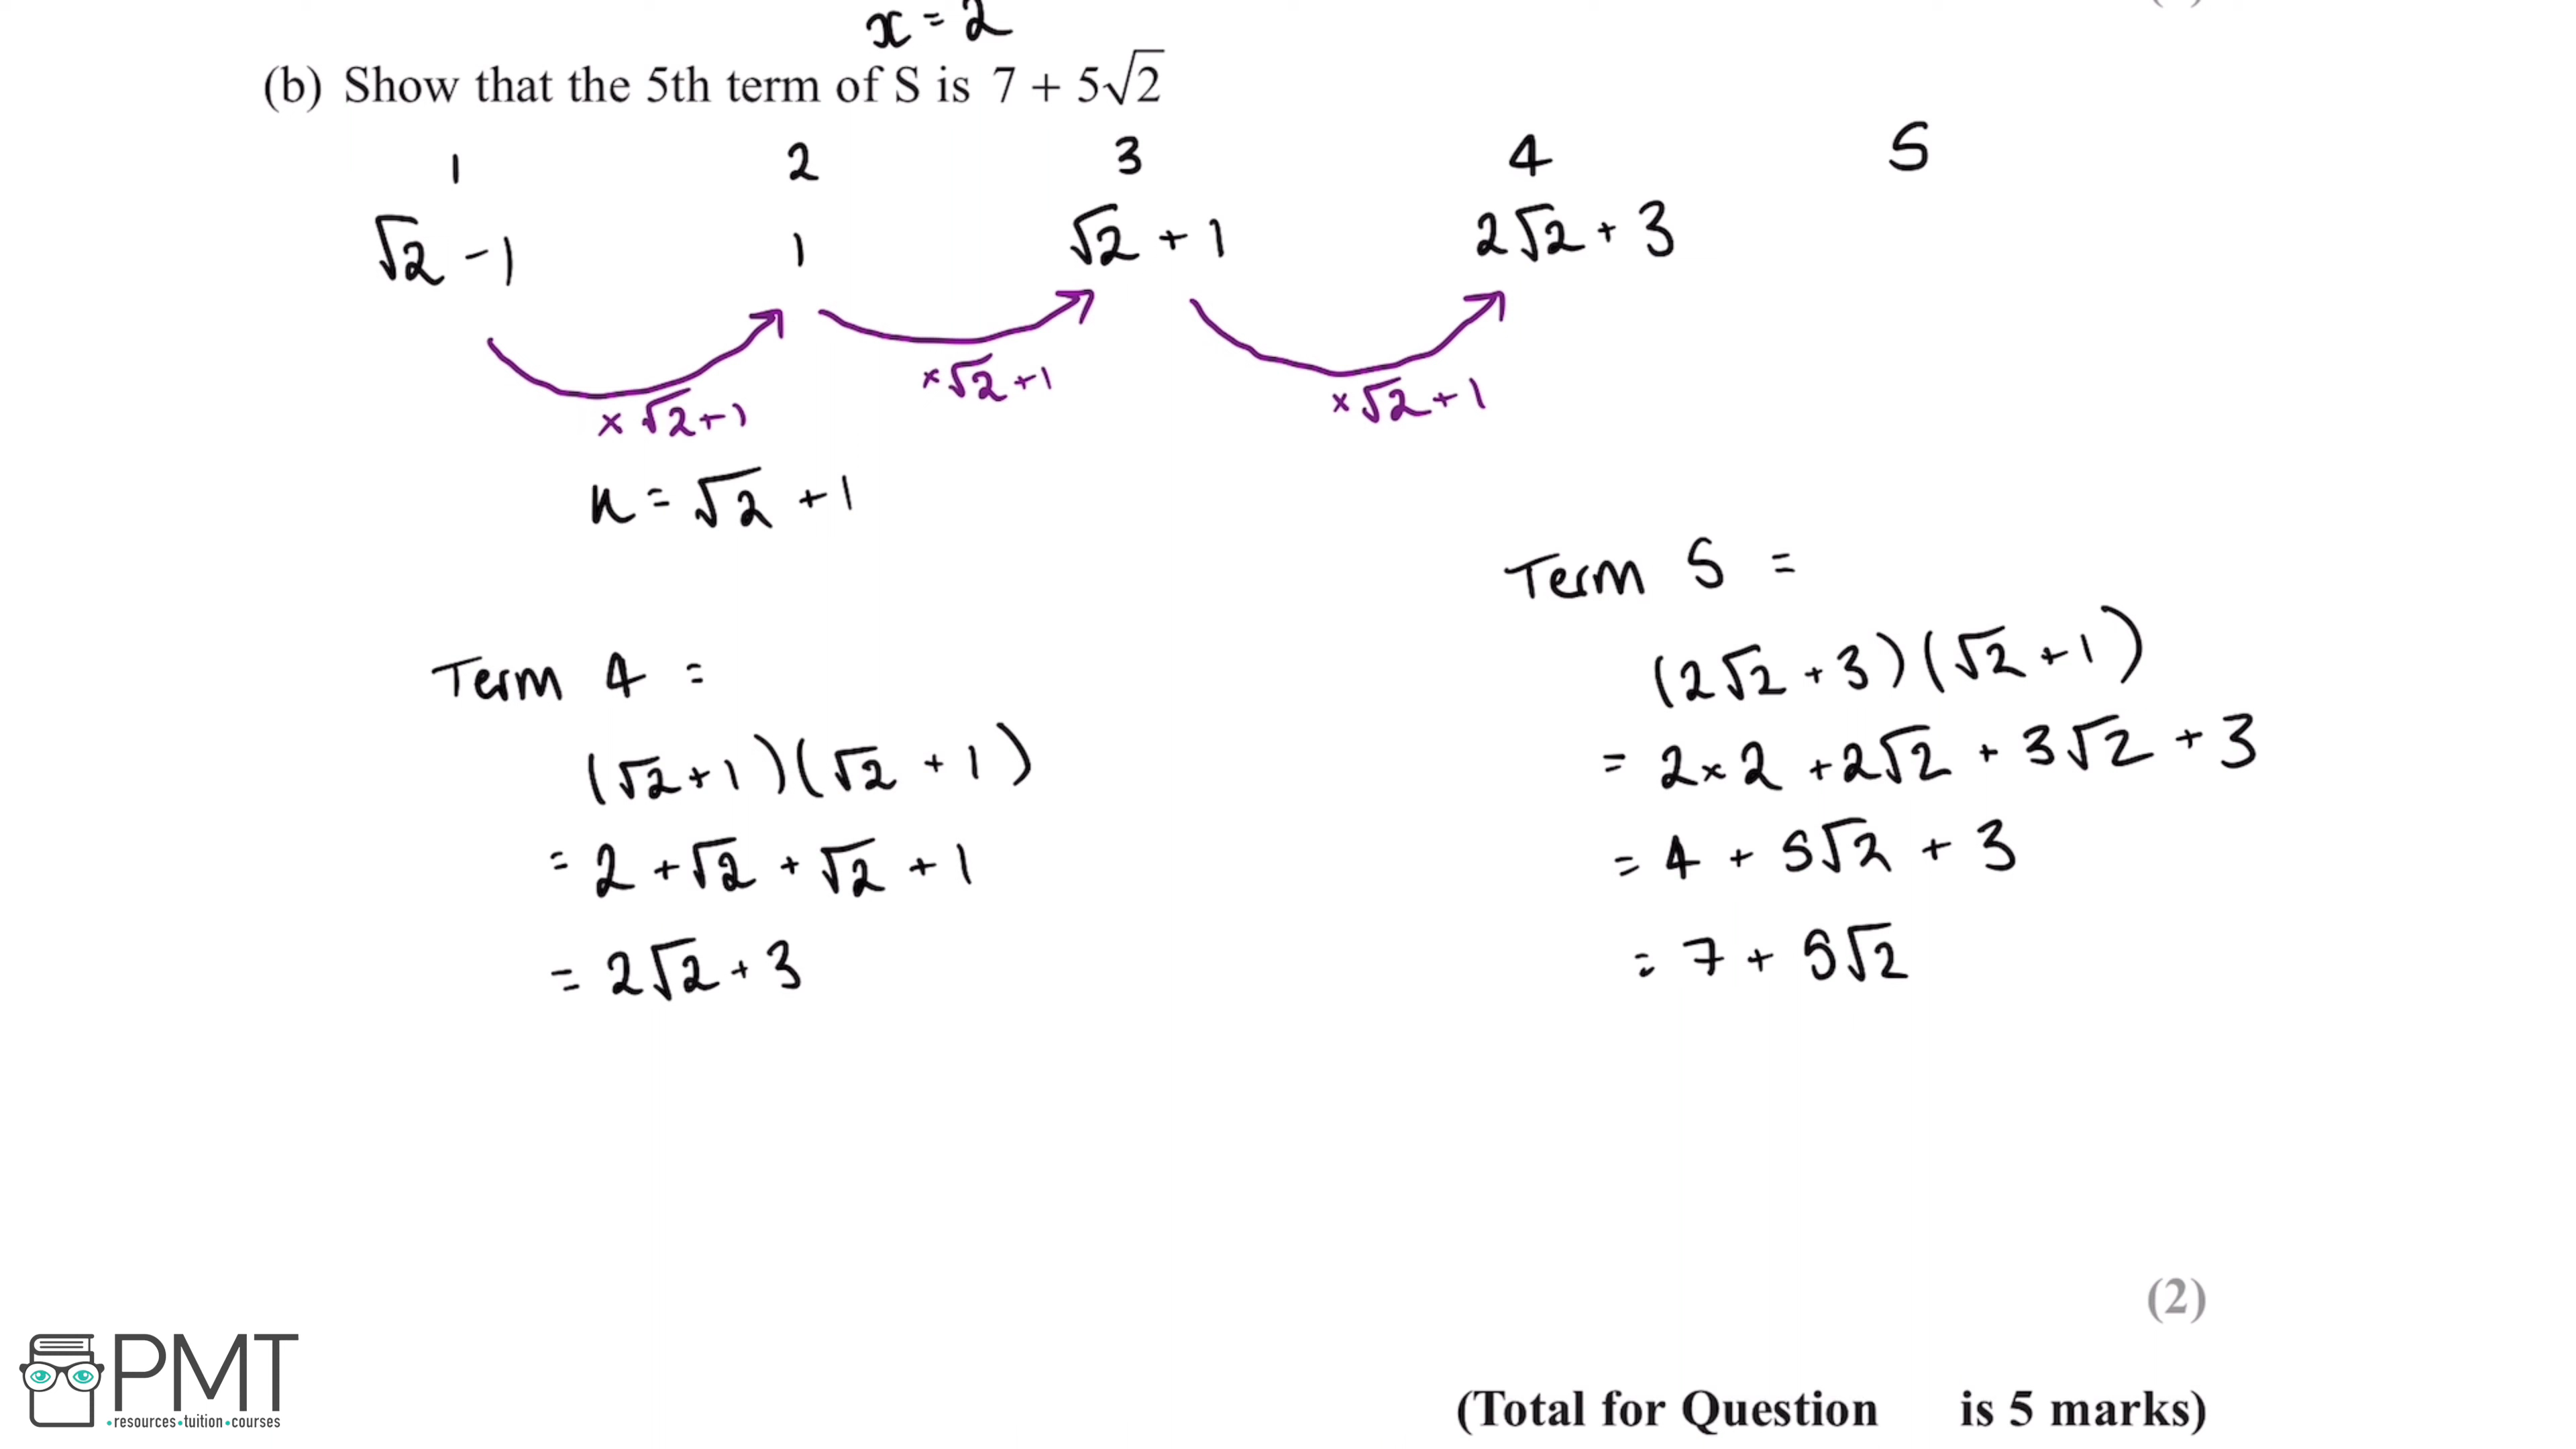 x = 2
(b) Show that the 5th term of S is 7 + 5√2
1 2 3 4 5
√2 - 1 1 √2 + 1 2√2 + 3
×√2+1 ×√2+1 ×√2+1
r = √2 + 1
Term 5 =
Term 4 =
(2√2 + 3)(√2 + 1)
(√2+1)(√2 + 1)
= 2×2 + 2√2 + 3√2 + 3
= 2 + √2 + √2 + 1
= 4 + 5√2 + 3
= 2√2 + 3
= 7 + 5√2
(2)
PMT
•resources•tuition•courses
(Total for Question is 5 marks)